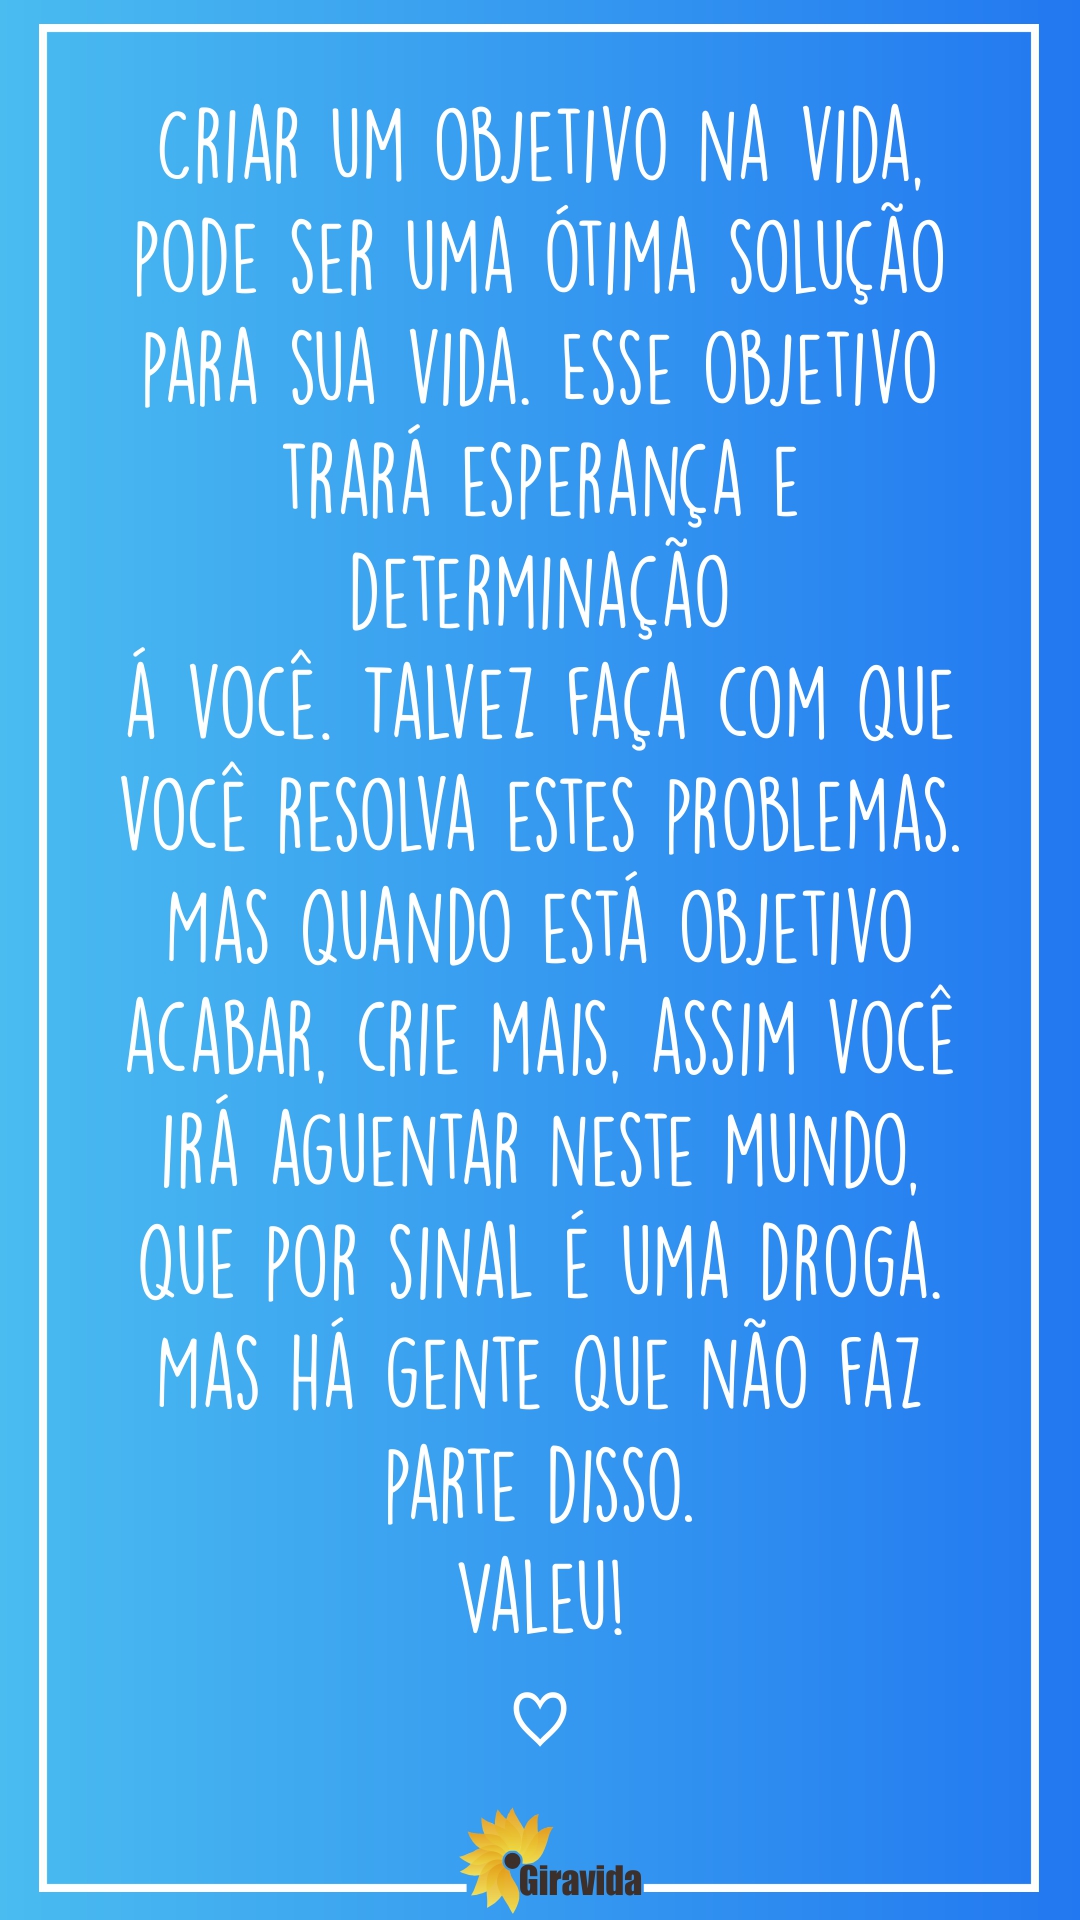 CRIAR UM OBJETIVO NA VIDA,
PODE SER UMA ÓTIMA SOLUÇÃO
PARA SUA VIDA. ESSE OBJETIVO
TRARÁ ESPERANÇA E
DETERMINAÇÃO
Á VOCÊ. TALVEZ FAÇA COM QUE
VOCÊ RESOLVA ESTES PROBLEMAS.
MAS QUANDO ESTÁ OBJETIVO
ACABAR, CRIE MAIS, ASSIM VOCÊ
IRÁ AGUENTAR NESTE MUNDO,
QUE POR SINAL É UMA DROGA.
MAS HÁ GENTE QUE NÃO FAZ
PARTE DISSO.
VALEU!
Giravida